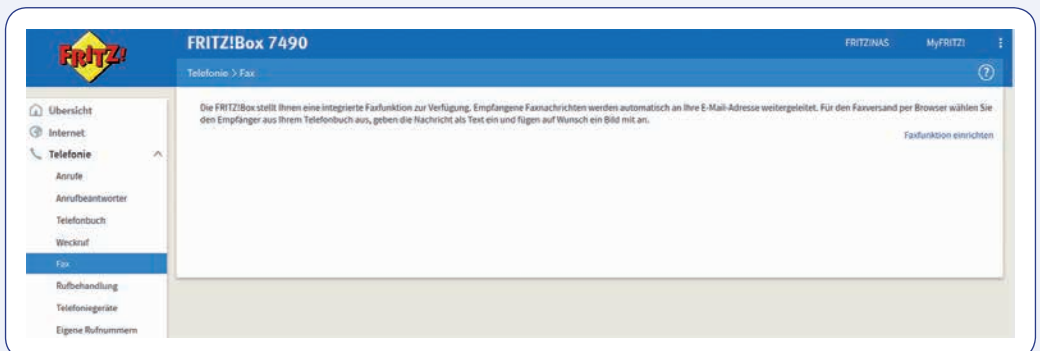 FRITZ!
FRITZ!Box 7490
FRITZ!NAS MyFRITZ!
Telefonie > Fax
?
Übersicht
Internet
Telefonie
Anrufe
Anrufbeantworter
Telefonbuch
Weckruf
Fax
Rufbehandlung
Telefoniegeräte
Eigene Rufnummern
Die FRITZ!Box stellt Ihnen eine integrierte Faxfunktion zur Verfügung. Empfangene Faxnachrichten werden automatisch an Ihre E-Mail-Adresse weitergeleitet. Für den Faxversand per Browser wählen Sie
den Empfänger aus Ihrem Telefonbuch aus, geben die Nachricht als Text ein und fügen auf Wunsch ein Bild mit an.
Faxfunktion einrichten